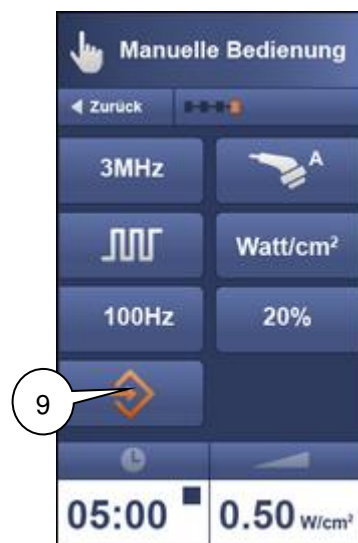 Manuelle Bedienung
Zurück
3MHz
A
Watt/cm²
100Hz
20%
9
05:00
0.50 W/cm²